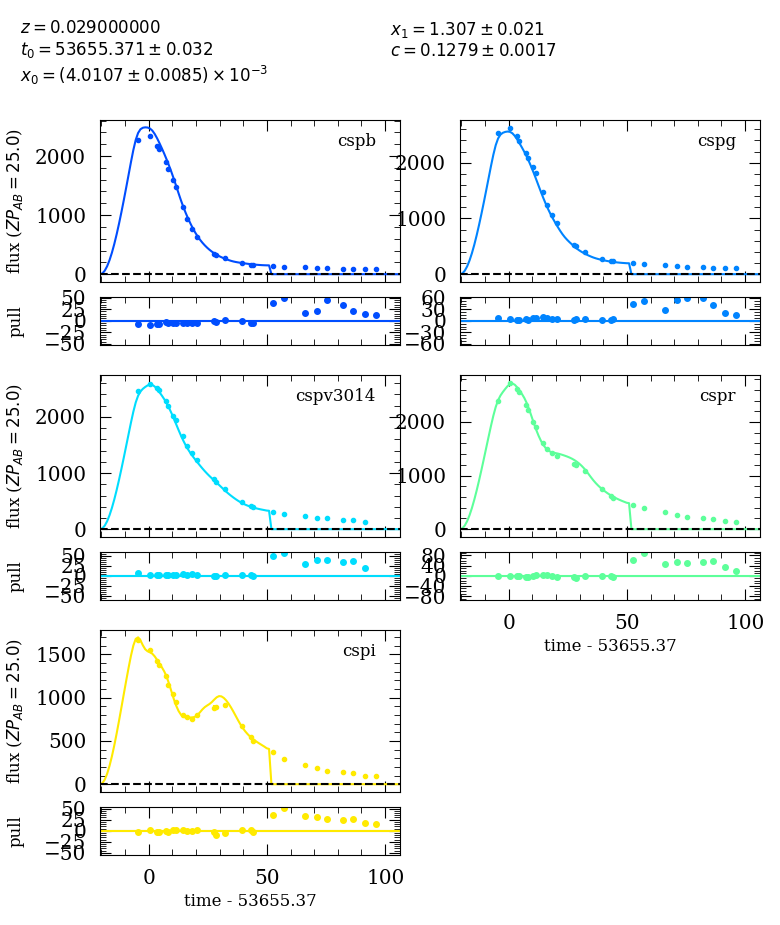 z = 0.029000000
t₀ = 53655.371 ± 0.032
x₀ = (4.0107 ± 0.0085) × 10⁻³
x₁ = 1.307 ± 0.021
c = 0.1279 ± 0.0017
flux (ZP_AB = 25.0)
2000
1000
0
cspb
2000
1000
0
cspg
pull
50
25
0
−25
−50
60
30
0
−30
−60
flux (ZP_AB = 25.0)
2000
1000
0
cspv3014
2000
1000
0
cspr
pull
50
25
0
−25
−50
80
40
0
−40
−80
0 50 100
time - 53655.37
flux (ZP_AB = 25.0)
1500
1000
500
0
cspi
pull
50
25
0
−25
−50
0 50 100
time - 53655.37